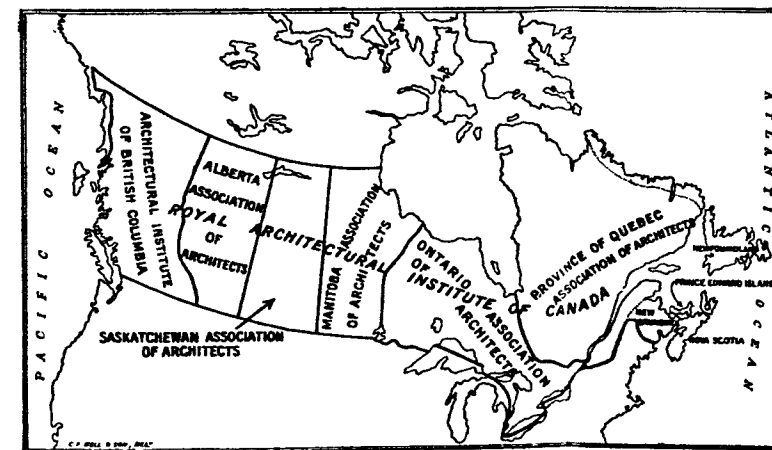 PACIFIC OCEAN
ARCHITECTURAL INSTITUTE
OF BRITISH COLUMBIA
ALBERTA
ASSOCIATION
OF
ARCHITECTS
ROYAL ARCHITECTURAL INSTITUTE OF CANADA
SASKATCHEWAN ASSOCIATION
OF ARCHITECTS
MANITOBA ASSOCIATION
OF ARCHITECTS
ONTARIO ASSOCIATION
OF
ARCHITECTS
PROVINCE OF QUEBEC
ASSOCIATION OF ARCHITECTS
NEWFOUNDLAND
PRINCE EDWARD ISLAND
NEW
NOVA SCOTIA
ATLANTIC OCEAN